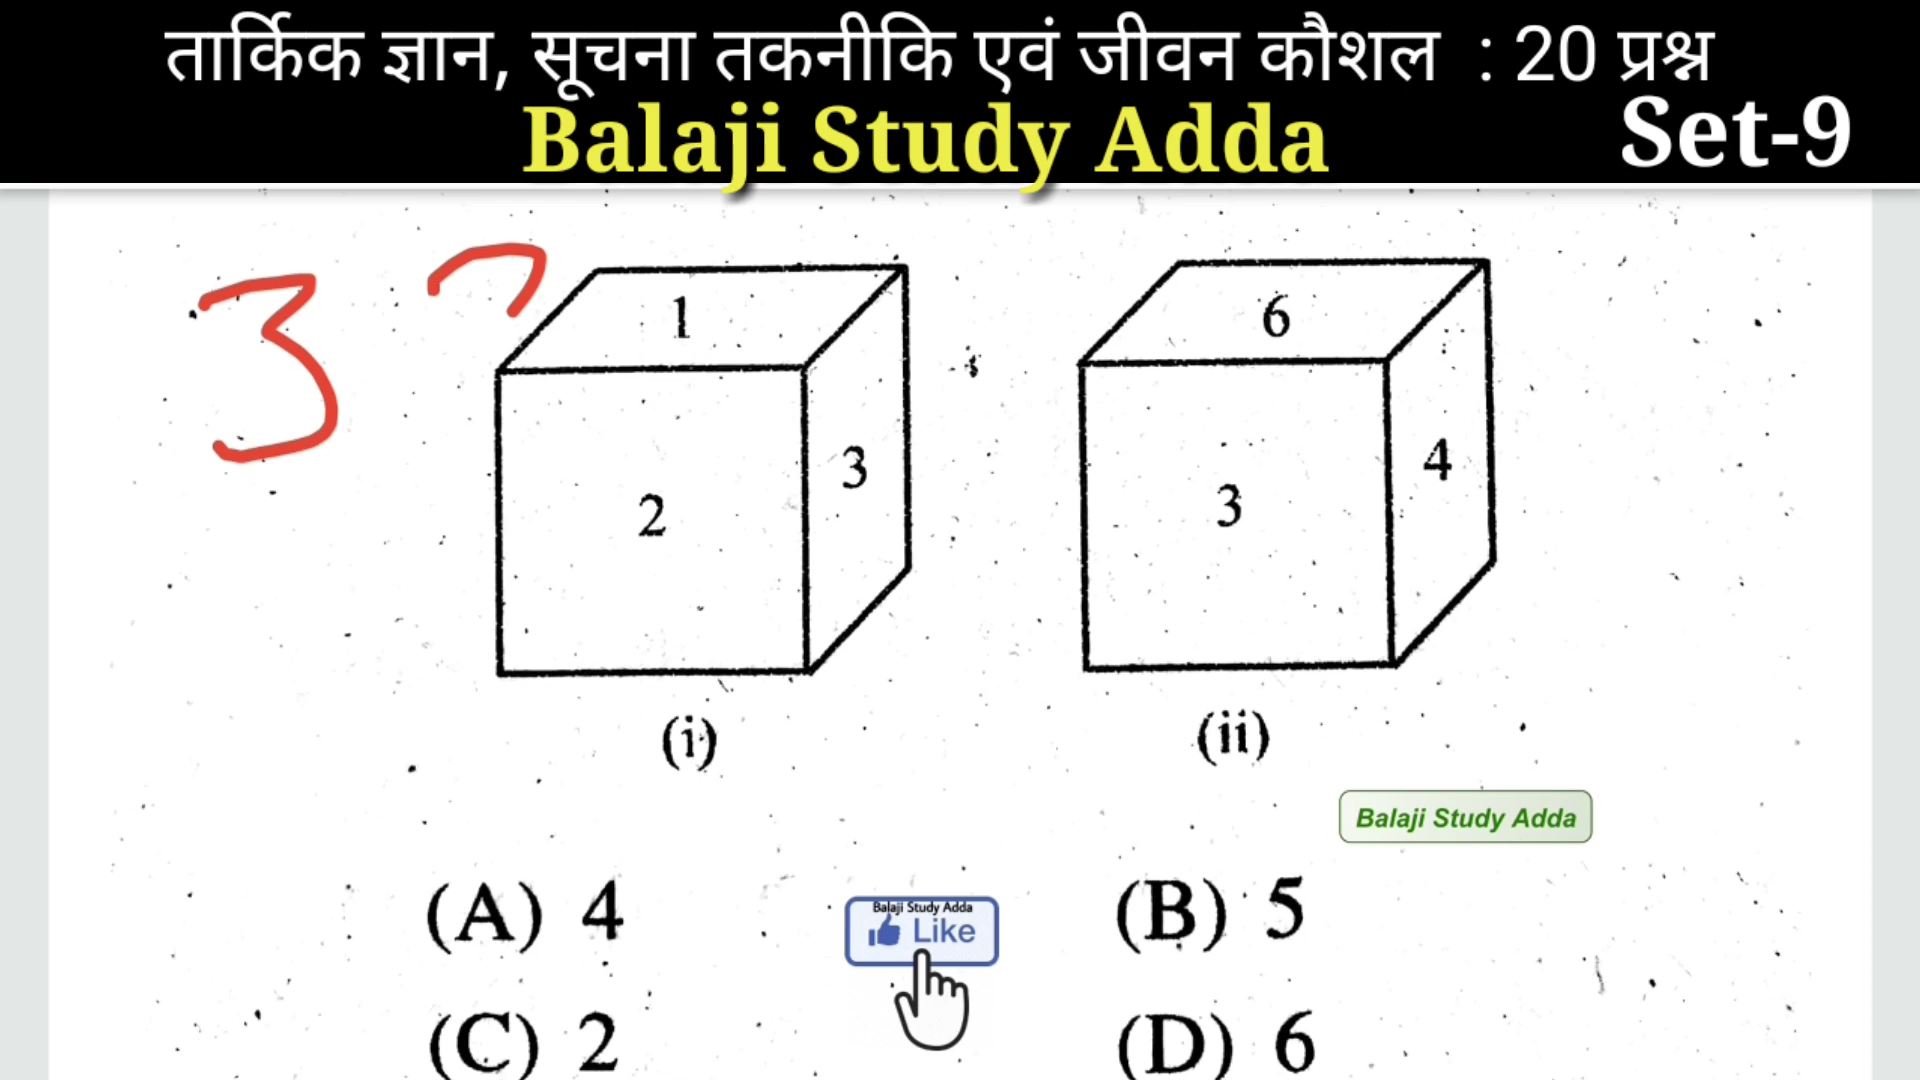 तार्किक ज्ञान, सूचना तकनीकि एवं जीवन कौशल : 20 प्रश्न
Balaji Study Adda
Set-9
3
1
2
3
6
3
4
(i)
(ii)
Balaji Study Adda
(A) 4
(B) 5
Balaji Study Adda
Like
(C) 2
(D) 6